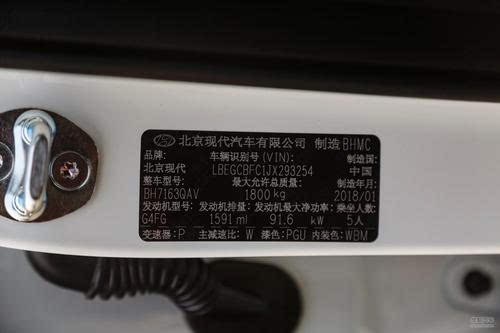 北京现代汽车有限公司 制造 BHMC
品牌: 车辆识别号(VIN): 制造国:
北京现代 LBEGCBFC1JX293254 中国
整车型号: 最大允许总质量: 制造年月:
BH7163QAV 1800kg 2018/01
发动机型号: 发动机排量: 发动机最大净功率: 乘员数:
G4FG 1591 ml 91.6 kW 5人
变速器:P 主减速比:W 漆色:PGU 内装色:WBM